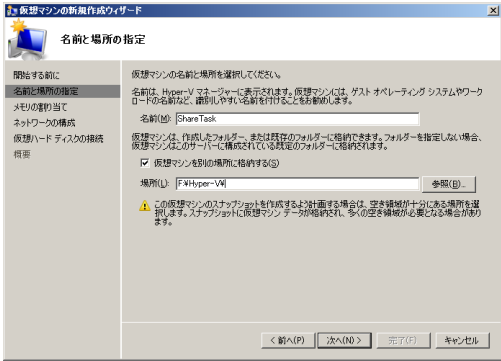 仮想マシンの新規作成ウィザード
名前と場所の指定
開始する前に
名前と場所の指定
メモリの割り当て
ネットワークの構成
仮想ハード ディスクの接続
概要
仮想マシンの名前と場所を選択してください。
名前は、Hyper-V マネージャーに表示されます。仮想マシンには、ゲスト オペレーティング システムやワーク
ロードの名前など、識別しやすい名前を付けることをお勧めします。
名前(M): ShareTask
仮想マシンは、作成したフォルダー、または既存のフォルダーに格納できます。フォルダーを指定しない場合、
仮想マシンはこのサーバーに構成されている既定のフォルダーに格納されます。
仮想マシンを別の場所に格納する(S)
場所(L): F:¥Hyper-V¥ 参照(B)...
この仮想マシンのスナップショットを作成するよう計画する場合は、空き領域が十分にある場所を選
択します。スナップショットに仮想マシン データが格納され、多くの空き領域が必要となる場合があり
ます。
< 前へ(P) 次へ(N) > 完了(F) キャンセル